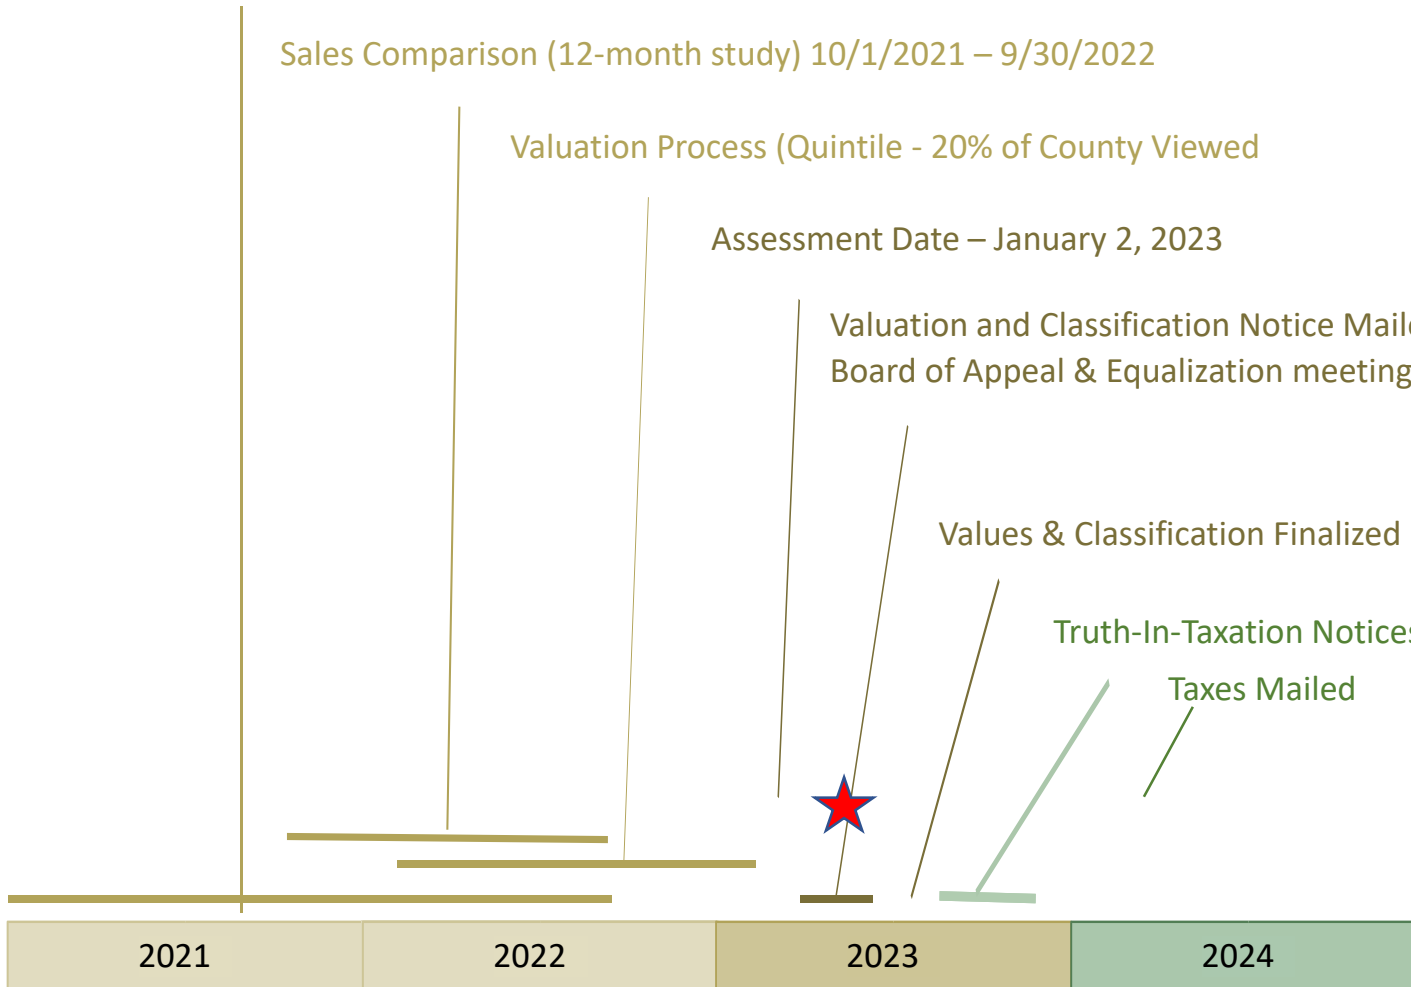 Sales Comparison (12-month study) 10/1/2021 – 9/30/2022
Valuation Process (Quintile - 20% of County Viewed
Assessment Date – January 2, 2023
Valuation and Classification Notice Mail
Board of Appeal & Equalization meeting
Values & Classification Finalized
Truth-In-Taxation Notices
Taxes Mailed
2021 2022 2023 2024